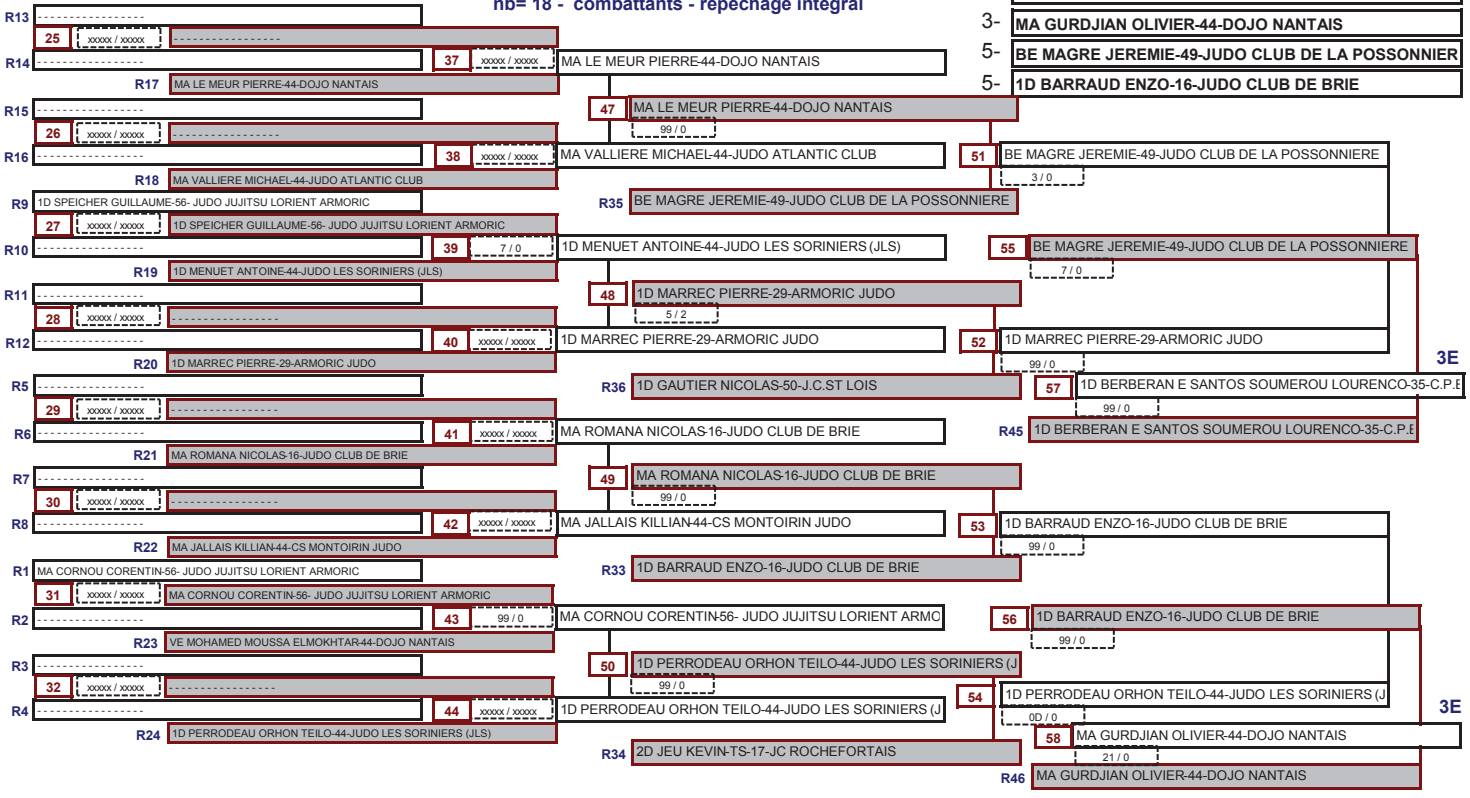 nb= 18 - combattants - repechage integral
3- MA GURDJIAN OLIVIER-44-DOJO NANTAIS
5- BE MAGRE JEREMIE-49-JUDO CLUB DE LA POSSONNIER
5- 1D BARRAUD ENZO-16-JUDO CLUB DE BRIE
R13 - - - - - - - - - - - - - - - -
25 xxxxx / xxxxx - - - - - - - - - - - - - - - -
R14 - - - - - - - - - - - - - - - - 37 xxxxx / xxxxx MA LE MEUR PIERRE-44-DOJO NANTAIS
R17 MA LE MEUR PIERRE-44-DOJO NANTAIS
R15 - - - - - - - - - - - - - - - - 47 MA LE MEUR PIERRE-44-DOJO NANTAIS
26 xxxxx / xxxxx - - - - - - - - - - - - - - - - 99 / 0
R16 - - - - - - - - - - - - - - - - 38 xxxxx / xxxxx MA VALLIERE MICHAEL-44-JUDO ATLANTIC CLUB 51 BE MAGRE JEREMIE-49-JUDO CLUB DE LA POSSONNIERE
R18 MA VALLIERE MICHAEL-44-JUDO ATLANTIC CLUB 3 / 0
R9 1D SPEICHER GUILLAUME-56- JUDO JUJITSU LORIENT ARMORIC R35 BE MAGRE JEREMIE-49-JUDO CLUB DE LA POSSONNIERE
27 xxxxx / xxxxx 1D SPEICHER GUILLAUME-56- JUDO JUJITSU LORIENT ARMORIC
R10 - - - - - - - - - - - - - - - - 39 7 / 0 1D MENUET ANTOINE-44-JUDO LES SORINIERS (JLS) 55 BE MAGRE JEREMIE-49-JUDO CLUB DE LA POSSONNIERE
R19 1D MENUET ANTOINE-44-JUDO LES SORINIERS (JLS) 7 / 0
R11 - - - - - - - - - - - - - - - - 48 1D MARREC PIERRE-29-ARMORIC JUDO
28 xxxxx / xxxxx - - - - - - - - - - - - - - - - 5 / 2
R12 - - - - - - - - - - - - - - - - 40 xxxxx / xxxxx 1D MARREC PIERRE-29-ARMORIC JUDO 52 1D MARREC PIERRE-29-ARMORIC JUDO
R20 1D MARREC PIERRE-29-ARMORIC JUDO 99 / 0 3E
R5 - - - - - - - - - - - - - - - - R36 1D GAUTIER NICOLAS-50-J.C.ST LOIS 57 1D BERBERAN E SANTOS SOUMEROU LOURENCO-35-C.P.E
29 xxxxx / xxxxx - - - - - - - - - - - - - - - - 99 / 0
R6 - - - - - - - - - - - - - - - - 41 xxxxx / xxxxx MA ROMANA NICOLAS-16-JUDO CLUB DE BRIE R45 1D BERBERAN E SANTOS SOUMEROU LOURENCO-35-C.P.E
R21 MA ROMANA NICOLAS-16-JUDO CLUB DE BRIE
R7 - - - - - - - - - - - - - - - - 49 MA ROMANA NICOLAS-16-JUDO CLUB DE BRIE
30 xxxxx / xxxxx - - - - - - - - - - - - - - - - 99 / 0
R8 - - - - - - - - - - - - - - - - 42 xxxxx / xxxxx MA JALLAIS KILLIAN-44-CS MONTOIRIN JUDO 53 1D BARRAUD ENZO-16-JUDO CLUB DE BRIE
R22 MA JALLAIS KILLIAN-44-CS MONTOIRIN JUDO 99 / 0
R1 MA CORNOU CORENTIN-56- JUDO JUJITSU LORIENT ARMORIC R33 1D BARRAUD ENZO-16-JUDO CLUB DE BRIE
31 xxxxx / xxxxx MA CORNOU CORENTIN-56- JUDO JUJITSU LORIENT ARMORIC
R2 - - - - - - - - - - - - - - - - 43 99 / 0 MA CORNOU CORENTIN-56- JUDO JUJITSU LORIENT ARMO 56 1D BARRAUD ENZO-16-JUDO CLUB DE BRIE
R23 VE MOHAMED MOUSSA ELMOKHTAR-44-DOJO NANTAIS 99 / 0
R3 - - - - - - - - - - - - - - - - 50 1D PERRODEAU ORHON TEILO-44-JUDO LES SORINIERS (J
32 xxxxx / xxxxx - - - - - - - - - - - - - - - - 99 / 0
R4 - - - - - - - - - - - - - - - - 44 xxxxx / xxxxx 1D PERRODEAU ORHON TEILO-44-JUDO LES SORINIERS (J 54 1D PERRODEAU ORHON TEILO-44-JUDO LES SORINIERS (J
0D / 0 3E
R24 1D PERRODEAU ORHON TEILO-44-JUDO LES SORINIERS (JLS) 58 MA GURDJIAN OLIVIER-44-DOJO NANTAIS
R34 2D JEU KEVIN-TS-17-JC ROCHEFORTAIS 21 / 0
R46 MA GURDJIAN OLIVIER-44-DOJO NANTAIS